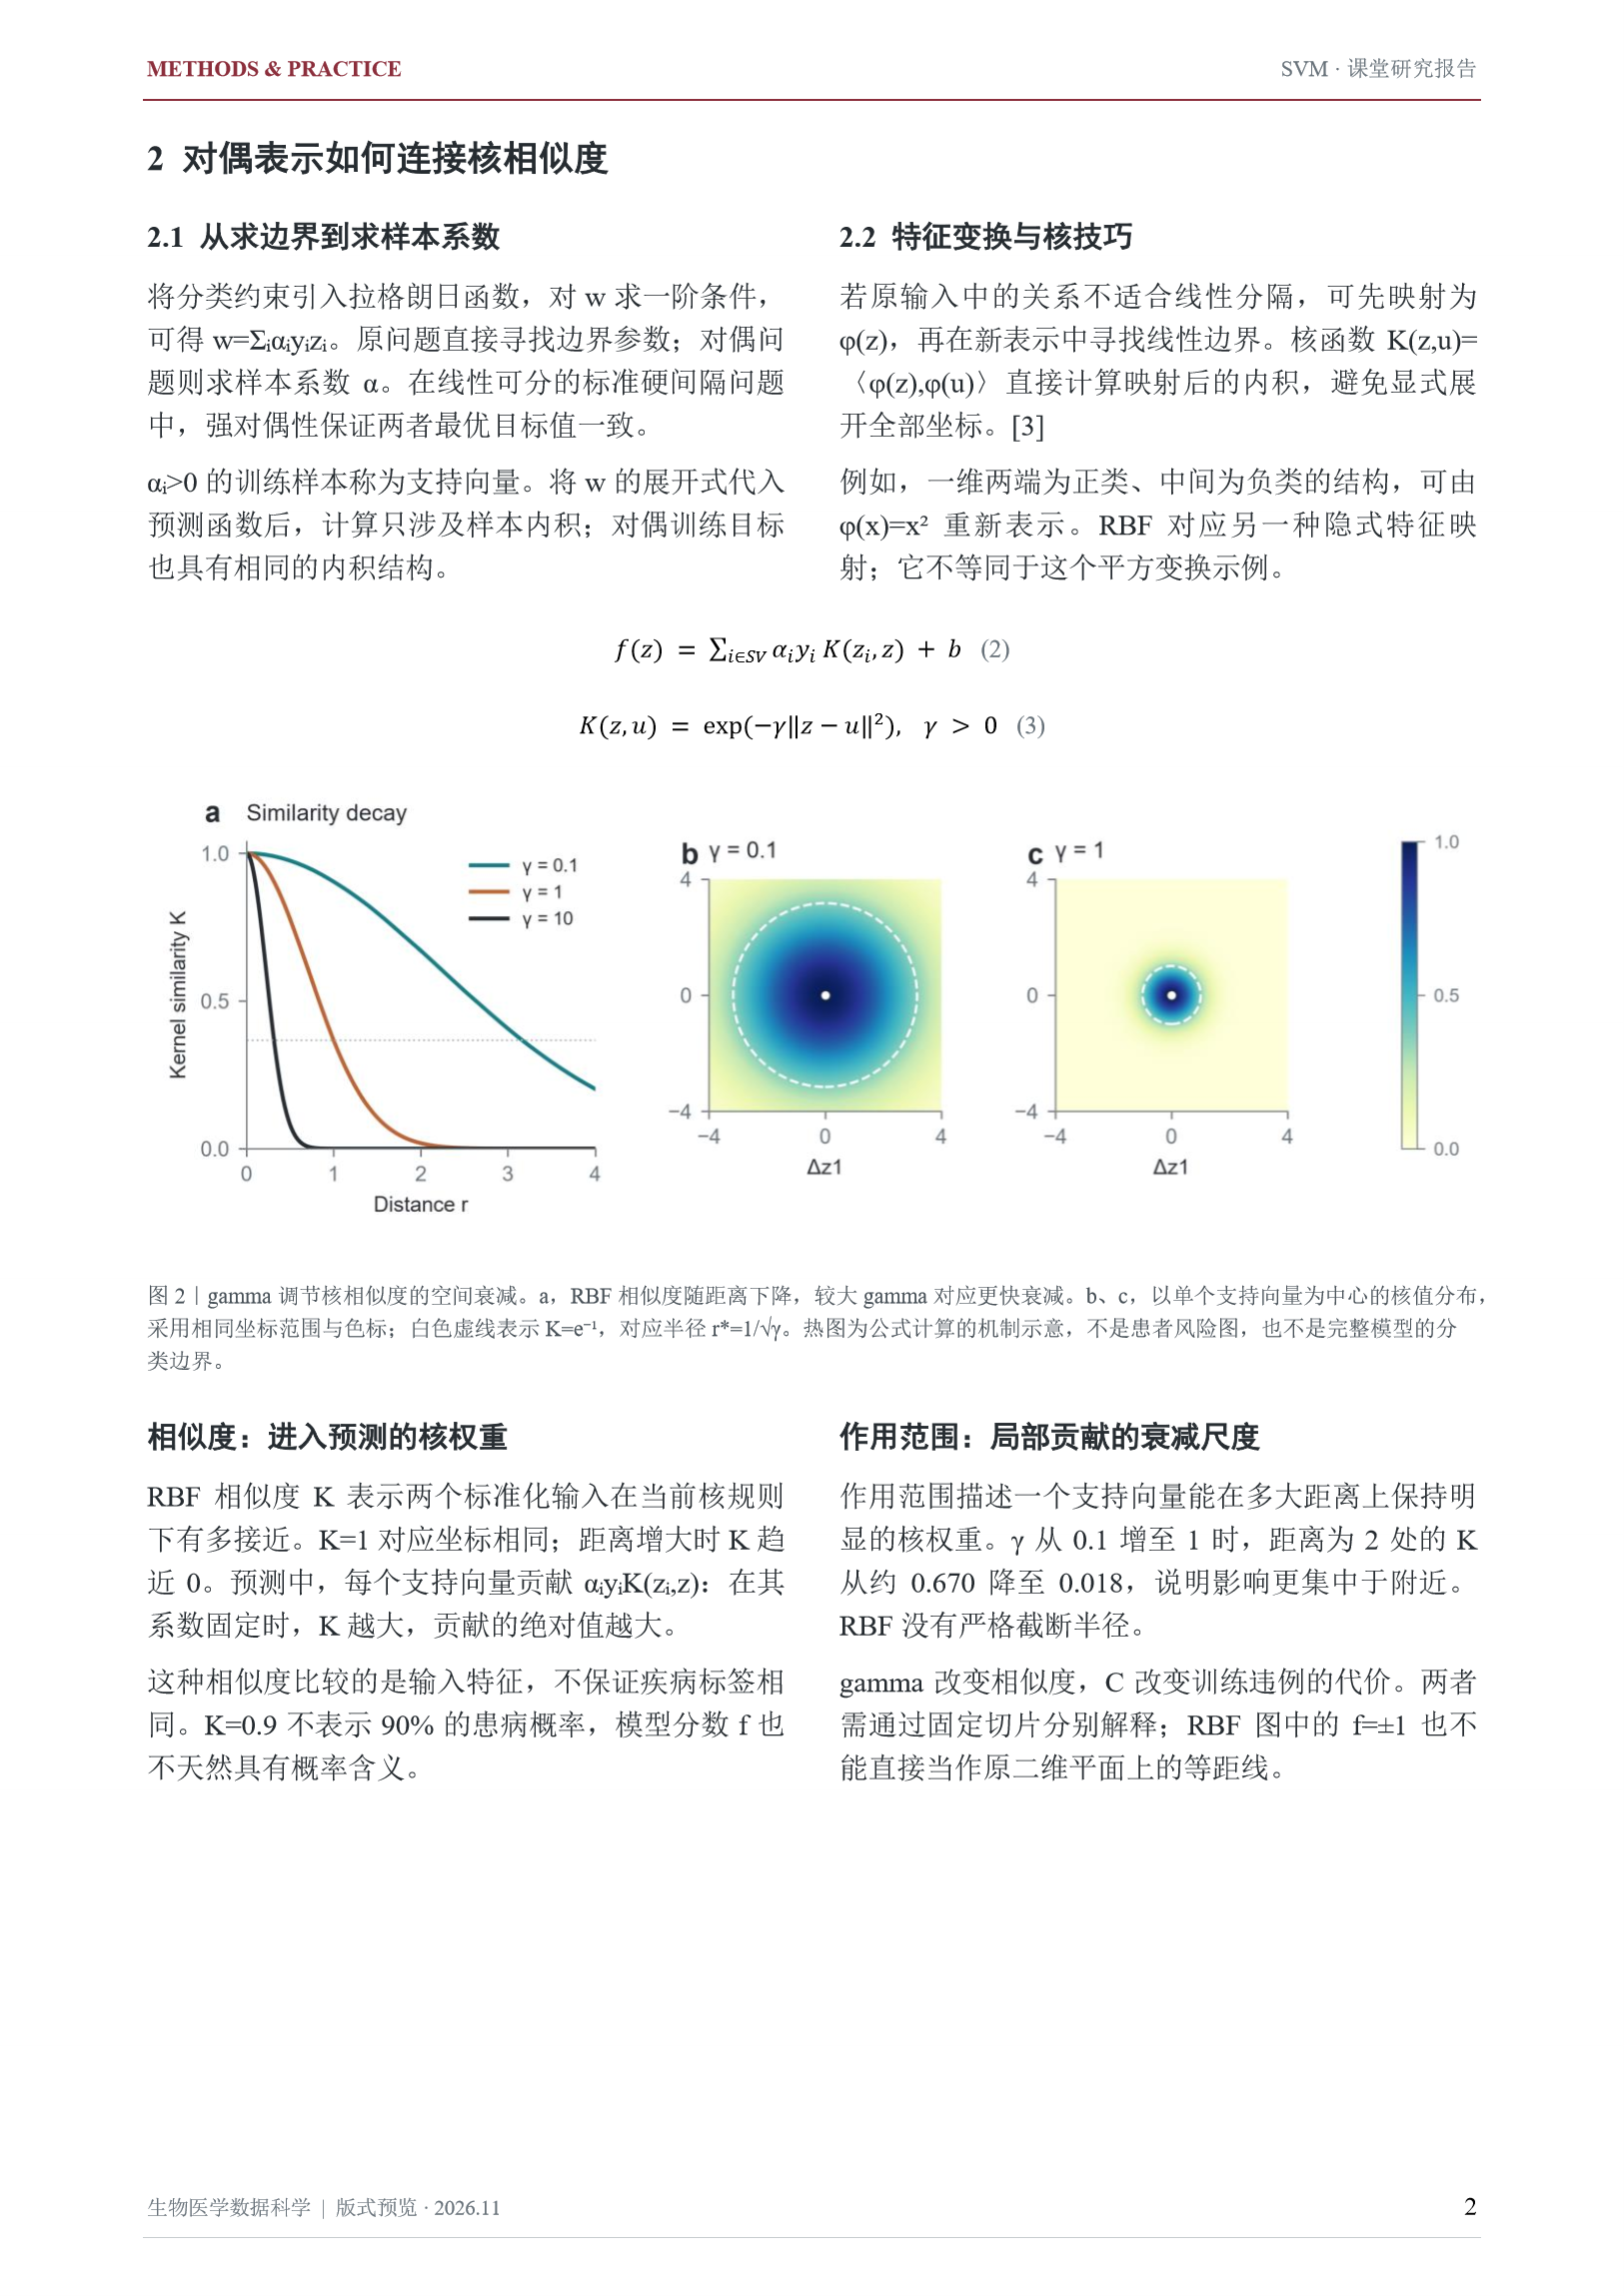 METHODS & PRACTICE
SVM · 课堂研究报告
2 对偶表示如何连接核相似度
2.1 从求边界到求样本系数
将分类约束引入拉格朗日函数，对 w 求一阶条件，
可得 w=Σᵢαᵢyᵢzᵢ。原问题直接寻找边界参数；对偶问
题则求样本系数 α。在线性可分的标准硬间隔问题
中，强对偶性保证两者最优目标值一致。
αᵢ>0 的训练样本称为支持向量。将 w 的展开式代入
预测函数后，计算只涉及样本内积；对偶训练目标
也具有相同的内积结构。
2.2 特征变换与核技巧
若原输入中的关系不适合线性分隔，可先映射为
φ(z)，再在新表示中寻找线性边界。核函数 K(z,u)=
〈φ(z),φ(u)〉直接计算映射后的内积，避免显式展
开全部坐标。[3]
例如，一维两端为正类、中间为负类的结构，可由
φ(x)=x² 重新表示。RBF 对应另一种隐式特征映
射；它不等同于这个平方变换示例。
f(z) = ∑ᵢ∈SV αᵢyᵢ K(zᵢ, z) + b (2)
K(z, u) = exp(−γ‖z − u‖²), γ > 0 (3)
a Similarity decay
Kernel similarity K
1.0
0.5
0.0
γ = 0.1
γ = 1
γ = 10
0 1 2 3 4
Distance r
b γ = 0.1
4
0
−4
−4 0 4
Δz1
c γ = 1
4
0
−4
−4 0 4
Δz1
1.0
0.5
0.0
图 2 | gamma 调节核相似度的空间衰减。a，RBF 相似度随距离下降，较大 gamma 对应更快衰减。b、c，以单个支持向量为中心的核值分布，
采用相同坐标范围与色标；白色虚线表示 K=e⁻¹，对应半径 r*=1/√γ。热图为公式计算的机制示意，不是患者风险图，也不是完整模型的分
类边界。
相似度：进入预测的核权重
RBF 相似度 K 表示两个标准化输入在当前核规则
下有多接近。K=1 对应坐标相同；距离增大时 K 趋
近 0。预测中，每个支持向量贡献 αᵢyᵢK(zᵢ,z)：在其
系数固定时，K 越大，贡献的绝对值越大。
这种相似度比较的是输入特征，不保证疾病标签相
同。K=0.9 不表示 90% 的患病概率，模型分数 f 也
不天然具有概率含义。
作用范围：局部贡献的衰减尺度
作用范围描述一个支持向量能在多大距离上保持明
显的核权重。γ 从 0.1 增至 1 时，距离为 2 处的 K
从约 0.670 降至 0.018，说明影响更集中于附近。
RBF 没有严格截断半径。
gamma 改变相似度，C 改变训练违例的代价。两者
需通过固定切片分别解释；RBF 图中的 f=±1 也不
能直接当作原二维平面上的等距线。
生物医学数据科学 | 版式预览 · 2026.11
2